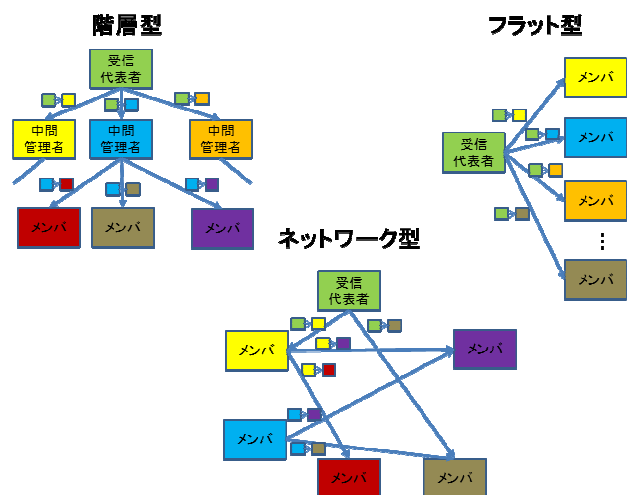 階層型
受信
代表者
中問
管理者
中間
管理者
中間
管理者
メンバ
メンバ
メンバ
フラット型
受信
代表者
メンバ
メンバ
メンバ
メンバ
ネットワーク型
受信
代表者
メンバ
メンバ
メンバ
メンバ
メンバ